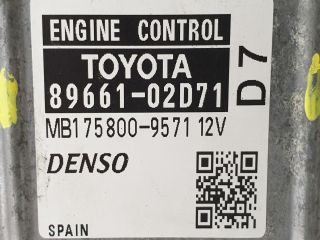 ENGINE CONTROL
TOYOTA
89661-02D71
D7
MB175800-9571 12V
DENSO
SPAIN